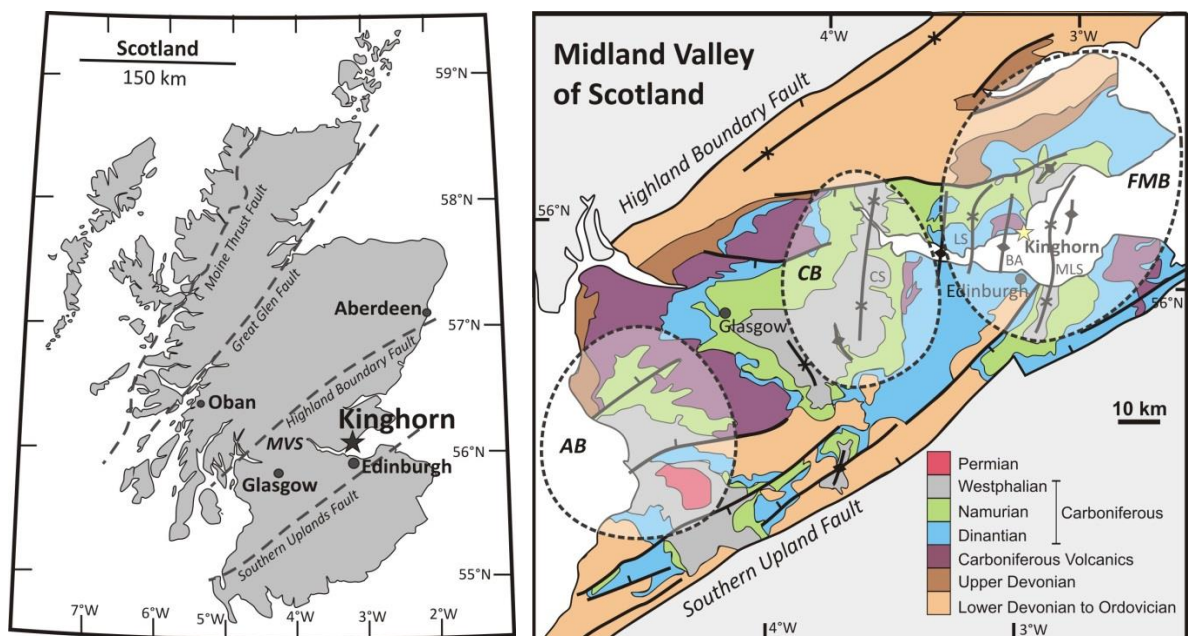 Scotland
150 km
59°N
58°N
57°N
56°N
55°N
7°W
6°W
5°W
4°W
3°W
2°W
Moine Thrust Fault
Great Glen Fault
Aberdeen
Highland Boundary Fault
Oban
Kinghorn
MVS
Edinburgh
Glasgow
Southern Uplands Fault
Midland Valley
of Scotland
4°W
3°W
Highland Boundary Fault
56°N
FMB
LS
Kinghorn
BA
MLS
CB
CS
Edinburgh
56°N
Glasgow
10 km
AB
Southern Upland Fault
Permian
Westphalian
Namurian
Carboniferous
Dinantian
Carboniferous Volcanics
Upper Devonian
Lower Devonian to Ordovician
4°W
3°W